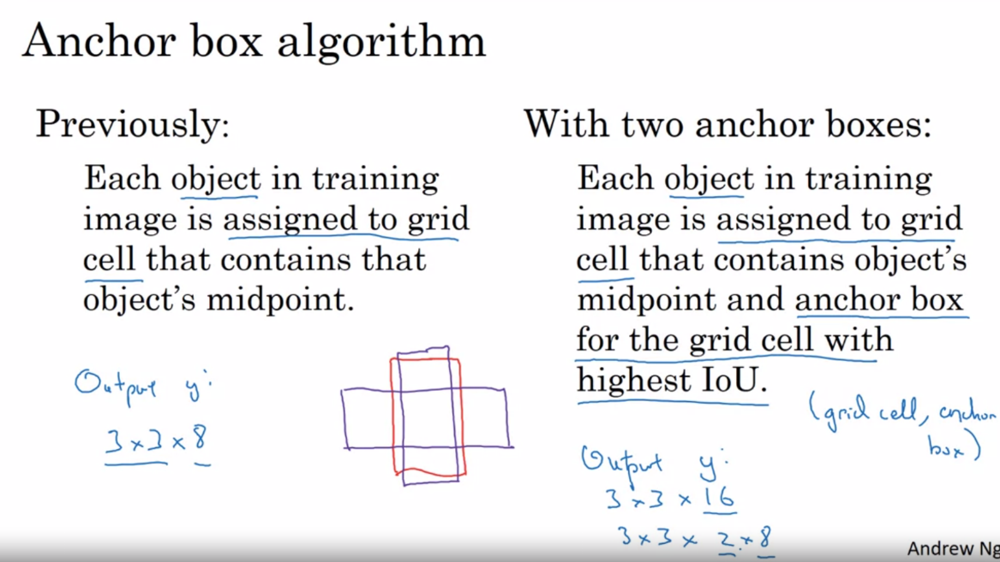 Anchor box algorithm
Previously:
Each object in training
image is assigned to grid
cell that contains that
object's midpoint.
Output y:
3×3×8
With two anchor boxes:
Each object in training
image is assigned to grid
cell that contains object's
midpoint and anchor box
for the grid cell with
highest IoU.
(grid cell, anchor
box)
Output y:
3×3×16
3×3×2×8
Andrew Ng